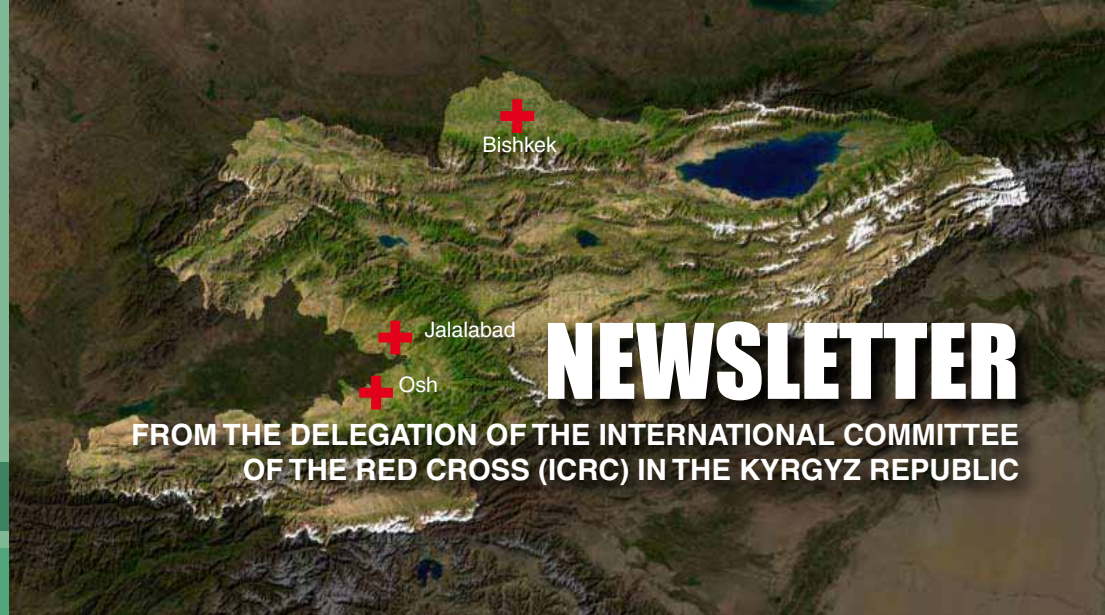 Bishkek
Jalalabad
Osh
NEWSLETTER
FROM THE DELEGATION OF THE INTERNATIONAL COMMITTEE
OF THE RED CROSS (ICRC) IN THE KYRGYZ REPUBLIC